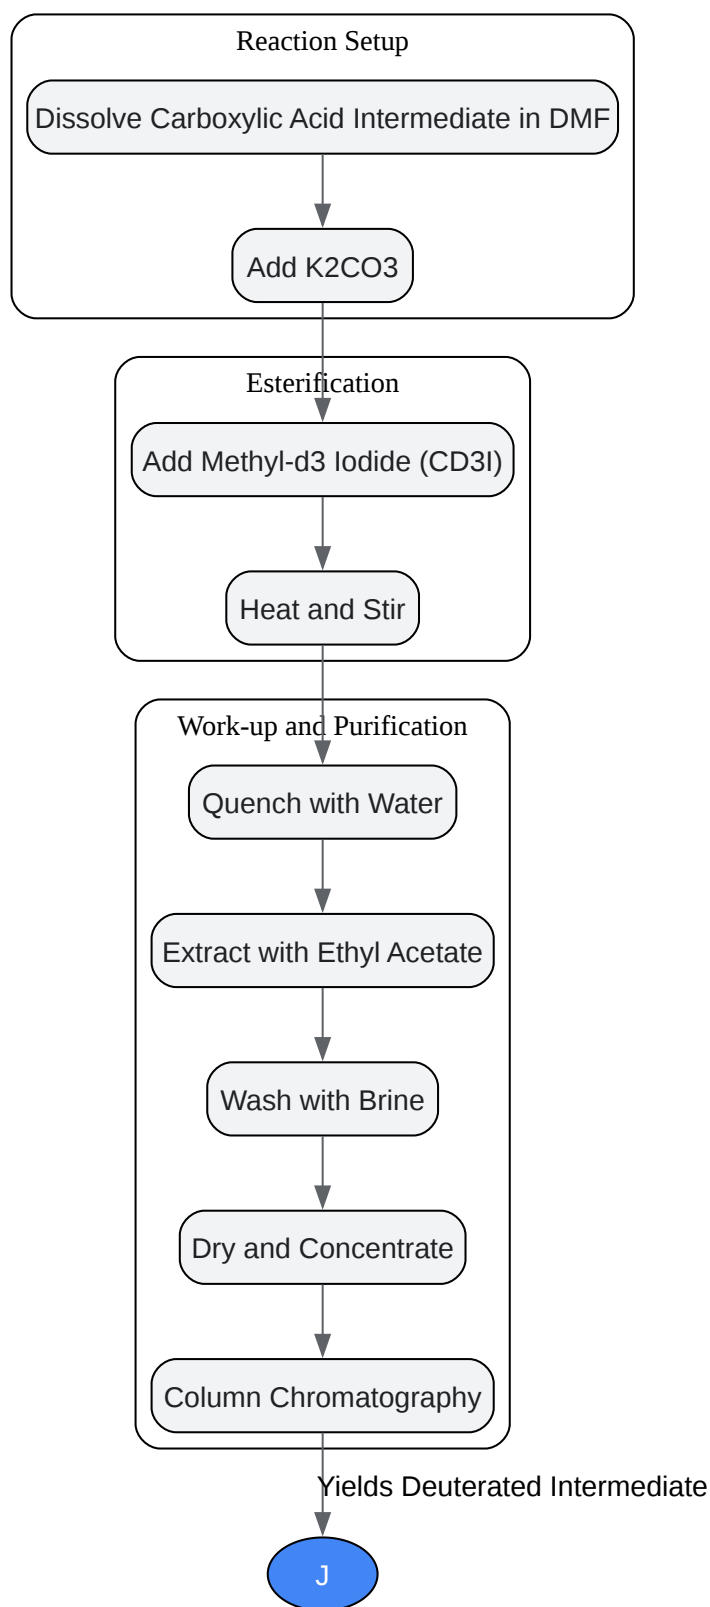 Reaction Setup
Dissolve Carboxylic Acid Intermediate in DMF
Add K2CO3
Esterification
Add Methyl-d3 Iodide (CD3I)
Heat and Stir
Work-up and Purification
Quench with Water
Extract with Ethyl Acetate
Wash with Brine
Dry and Concentrate
Column Chromatography
Yields Deuterated Intermediate
J